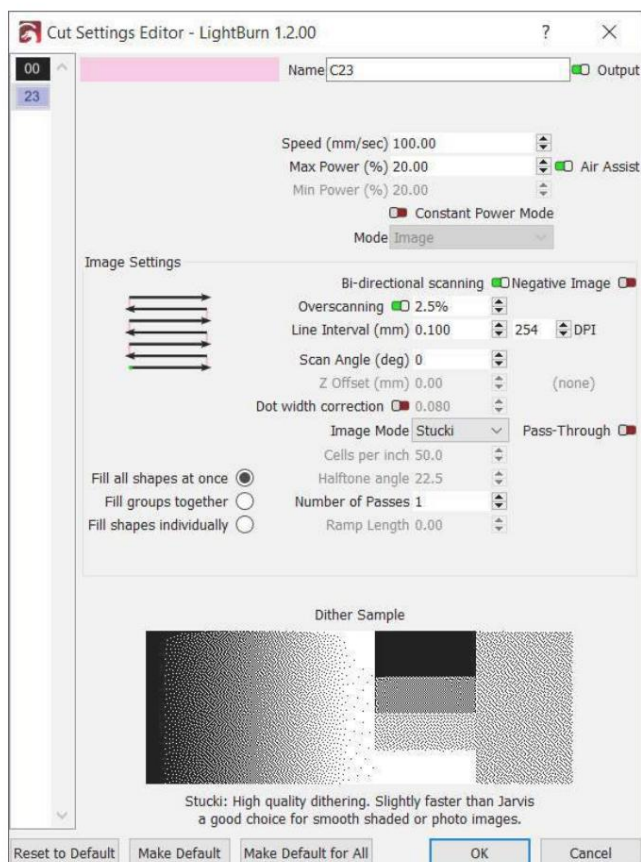 Cut Settings Editor - LightBurn 1.2.00 ?
00
23
Name C23 Output
Speed (mm/sec) 100.00
Max Power (%) 20.00 Air Assist
Min Power (%) 20.00
Constant Power Mode
Mode Image
Image Settings
Bi-directional scanning Negative Image
Overscanning 2.5%
Line Interval (mm) 0.100 254 DPI
Scan Angle (deg) 0
Z Offset (mm) 0.00 (none)
Dot width correction 0.080
Image Mode Stucki Pass-Through
Cells per inch 50.0
Fill all shapes at once Halftone angle 22.5
Fill groups together Number of Passes 1
Fill shapes individually Ramp Length 0.00
Dither Sample
Stucki: High quality dithering. Slightly faster than Jarvis
a good choice for smooth shaded or photo images.
Reset to Default Make Default Make Default for All OK Cancel